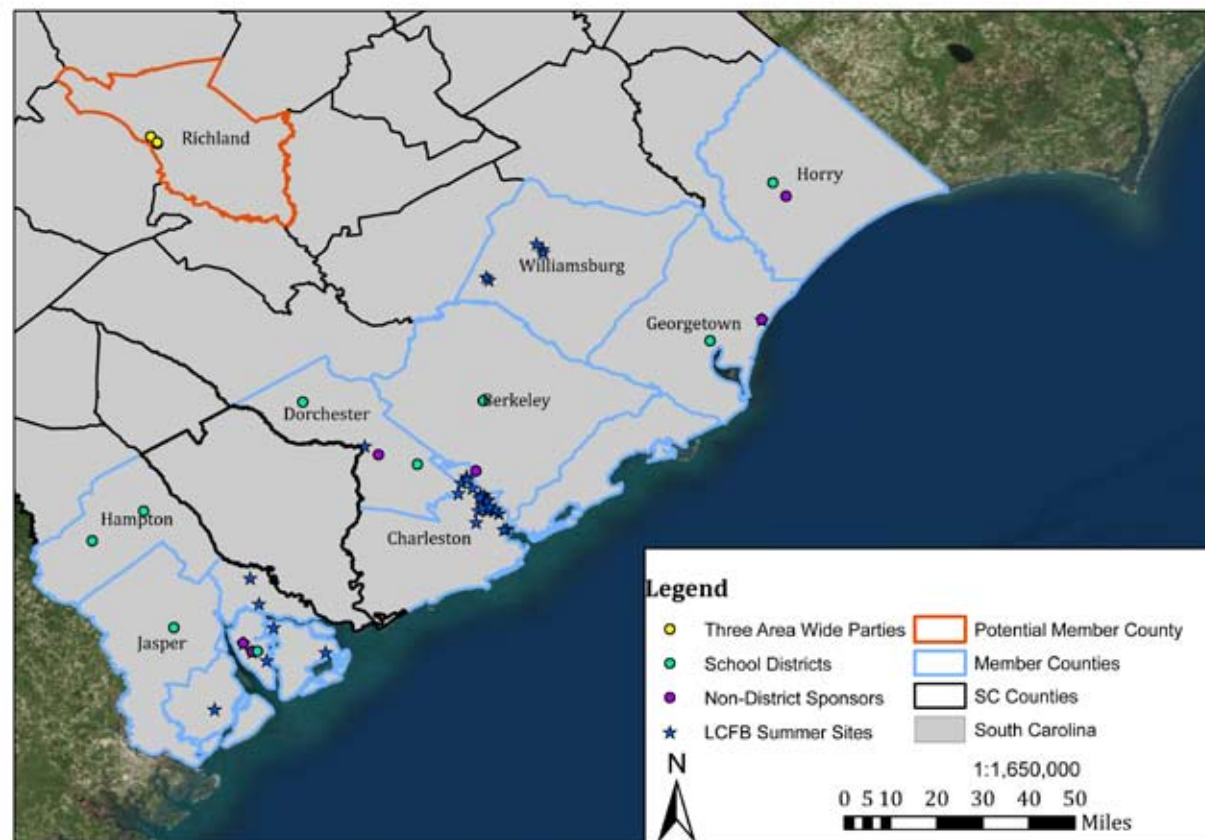 Richland
Horry
Williamsburg
Georgetown
Dorchester
Berkeley
Hampton
Charleston
Jasper
Legend
Three Area Wide Parties
School Districts
Non-District Sponsors
LCFB Summer Sites
Potential Member County
Member Counties
SC Counties
South Carolina
N
1:1,650,000
0 5 10 20 30 40 50
Miles